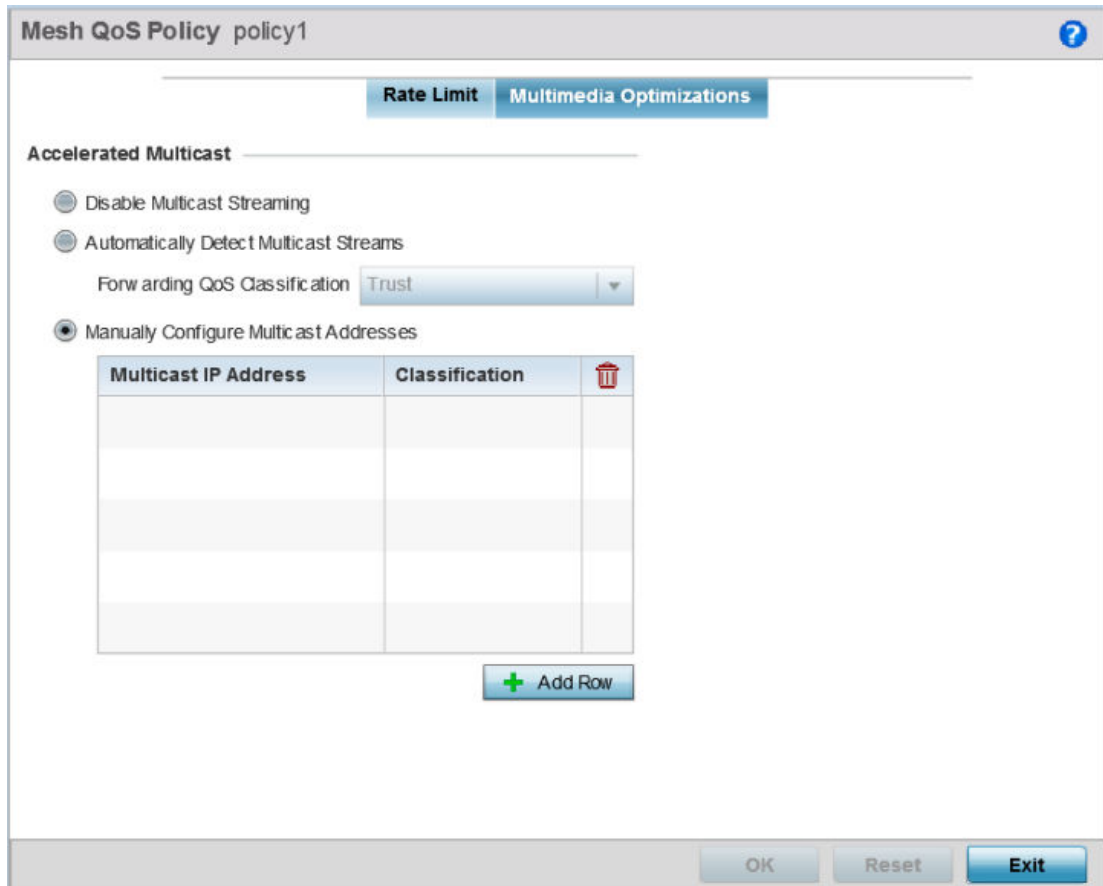 Mesh QoS Policy policy1 ?
Rate Limit Multimedia Optimizations
Accelerated Multicast
Disable Multicast Streaming
Automatically Detect Multicast Streams
Forwarding QoS Classification Trust
Manually Configure Multicast Addresses
Multicast IP Address Classification
Add Row
OK Reset Exit